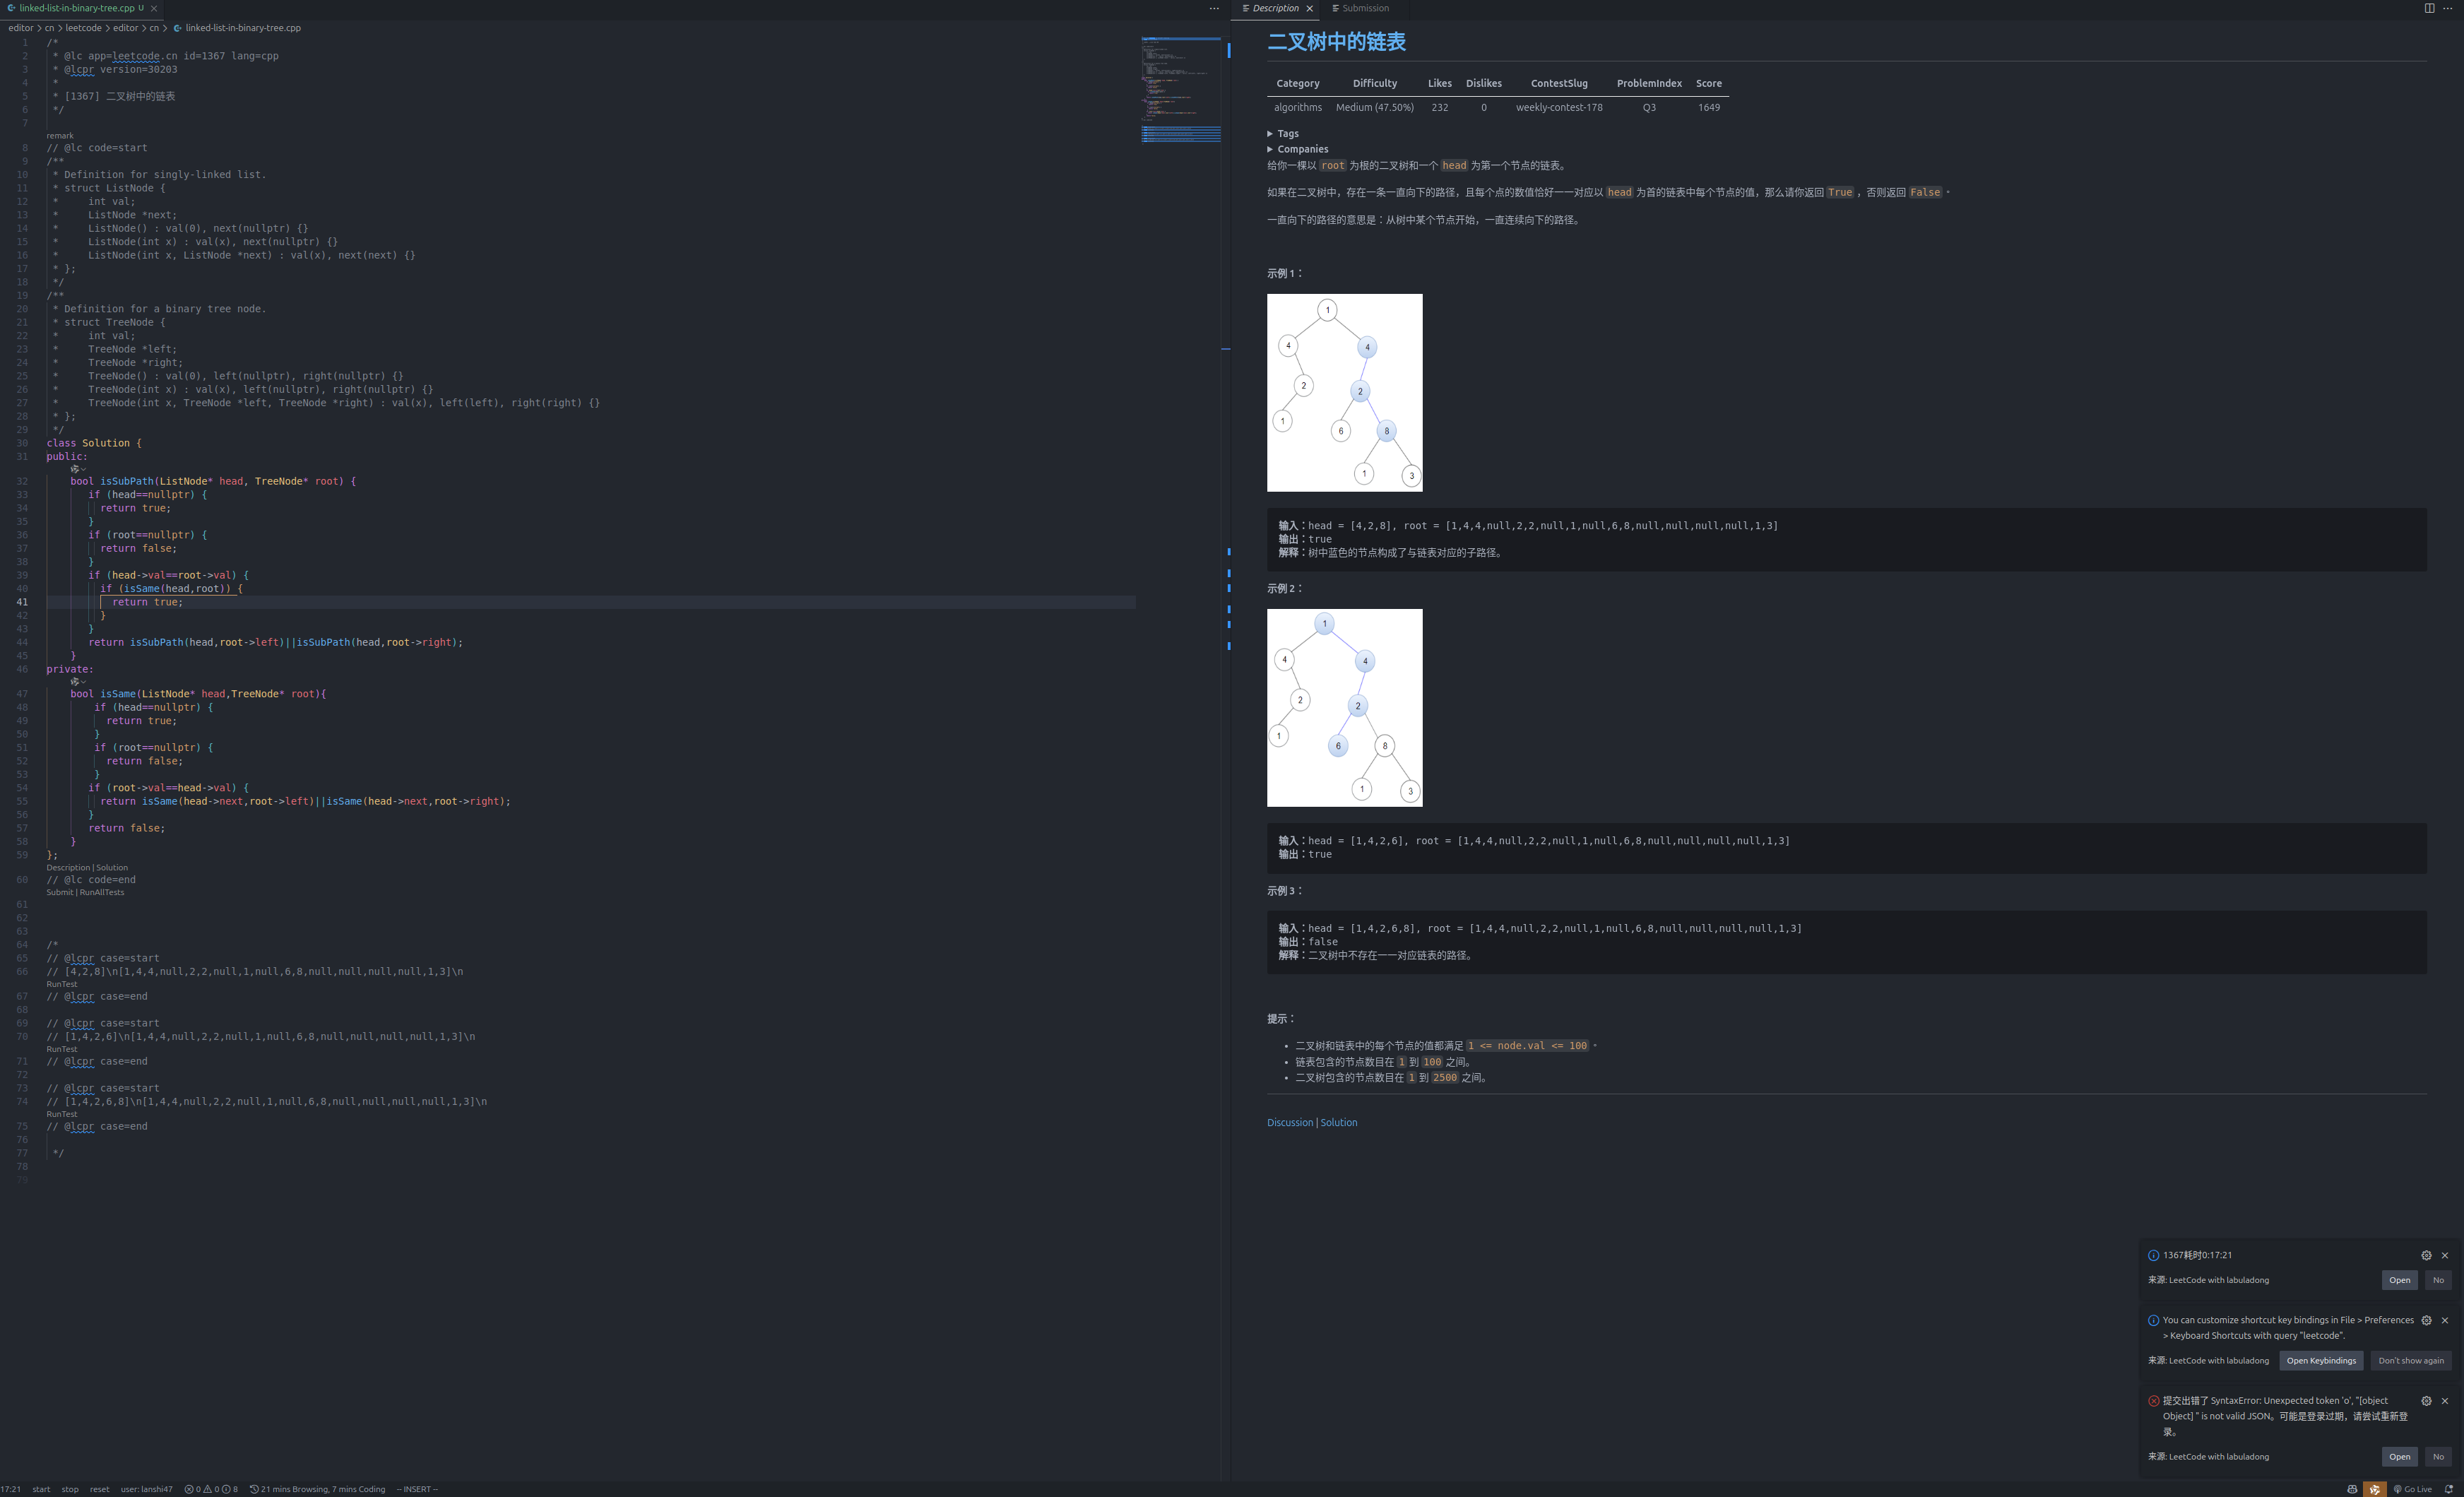 linked-list-in-binary-tree.cpp U ×
editor > cn > leetcode > editor > cn > linked-list-in-binary-tree.cpp
1 /*
2 * @lc app=leetcode.cn id=1367 lang=cpp
3 * @lcpr version=30203
4 *
5 * [1367] 二叉树中的链表
6 */
7
remark
8 // @lc code=start
9 /**
10 * Definition for singly-linked list.
11 * struct ListNode {
12 *     int val;
13 *     ListNode *next;
14 *     ListNode() : val(0), next(nullptr) {}
15 *     ListNode(int x) : val(x), next(nullptr) {}
16 *     ListNode(int x, ListNode *next) : val(x), next(next) {}
17 * };
18 */
19 /**
20 * Definition for a binary tree node.
21 * struct TreeNode {
22 *     int val;
23 *     TreeNode *left;
24 *     TreeNode *right;
25 *     TreeNode() : val(0), left(nullptr), right(nullptr) {}
26 *     TreeNode(int x) : val(x), left(nullptr), right(nullptr) {}
27 *     TreeNode(int x, TreeNode *left, TreeNode *right) : val(x), left(left), right(right) {}
28 * };
29 */
30 class Solution {
31 public:
32     bool isSubPath(ListNode* head, TreeNode* root) {
33        if (head==nullptr) {
34          return true;
35        }
36        if (root==nullptr) {
37          return false;
38        }
39        if (head->val==root->val) {
40          if (isSame(head,root)) {
41            return true;
42          }
43        }
44        return isSubPath(head,root->left)||isSubPath(head,root->right);
45     }
46 private:
47     bool isSame(ListNode* head,TreeNode* root){
48         if (head==nullptr) {
49           return true;
50         }
51         if (root==nullptr) {
52           return false;
53         }
54        if (root->val==head->val) {
55          return isSame(head->next,root->left)||isSame(head->next,root->right);
56        }
57        return false;
58     }
59 };
Description | Solution
60 // @lc code=end
Submit | RunAllTests
61
62
63
64 /*
65 // @lcpr case=start
66 // [4,2,8]\n[1,4,4,null,2,2,null,1,null,6,8,null,null,null,null,1,3]\n
RunTest
67 // @lcpr case=end
68
69 // @lcpr case=start
70 // [1,4,2,6]\n[1,4,4,null,2,2,null,1,null,6,8,null,null,null,null,1,3]\n
RunTest
71 // @lcpr case=end
72
73 // @lcpr case=start
74 // [1,4,2,6,8]\n[1,4,4,null,2,2,null,1,null,6,8,null,null,null,null,1,3]\n
RunTest
75 // @lcpr case=end
76
77 */
78
79
Description × Submission
二叉树中的链表
Category Difficulty Likes Dislikes ContestSlug ProblemIndex Score
algorithms Medium (47.50%) 232 0 weekly-contest-178 Q3 1649
▶ Tags
▶ Companies
给你一棵以 root 为根的二叉树和一个 head 为第一个节点的链表。
如果在二叉树中，存在一条一直向下的路径，且每个点的数值恰好一一对应以 head 为首的链表中每个节点的值，那么请你返回 True ，否则返回 False 。
一直向下的路径的意思是：从树中某个节点开始，一直连续向下的路径。
示例 1：
1
4 4
2 2
1 6 8
1 3
输入：head = [4,2,8], root = [1,4,4,null,2,2,null,1,null,6,8,null,null,null,null,1,3]
输出：true
解释：树中蓝色的节点构成了与链表对应的子路径。
示例 2：
1
4 4
2 2
1 6 8
1 3
输入：head = [1,4,2,6], root = [1,4,4,null,2,2,null,1,null,6,8,null,null,null,null,1,3]
输出：true
示例 3：
输入：head = [1,4,2,6,8], root = [1,4,4,null,2,2,null,1,null,6,8,null,null,null,null,1,3]
输出：false
解释：二叉树中不存在一一对应链表的路径。
提示：
• 二叉树和链表中的每个节点的值都满足 1 <= node.val <= 100 。
• 链表包含的节点数目在 1 到 100 之间。
• 二叉树包含的节点数目在 1 到 2500 之间。
Discussion | Solution
1367耗时0:17:21
来源: LeetCode with labuladong Open No
You can customize shortcut key bindings in File > Preferences
> Keyboard Shortcuts with query "leetcode".
来源: LeetCode with labuladong Open Keybindings Don't show again
提交出错了 SyntaxError: Unexpected token 'o', "[object
Object] " is not valid JSON。可能是登录过期，请尝试重新登
录。
来源: LeetCode with labuladong Open No
17:21 start stop reset user: lanshi47 0 0 8 21 mins Browsing, 7 mins Coding -- INSERT -- Go Live